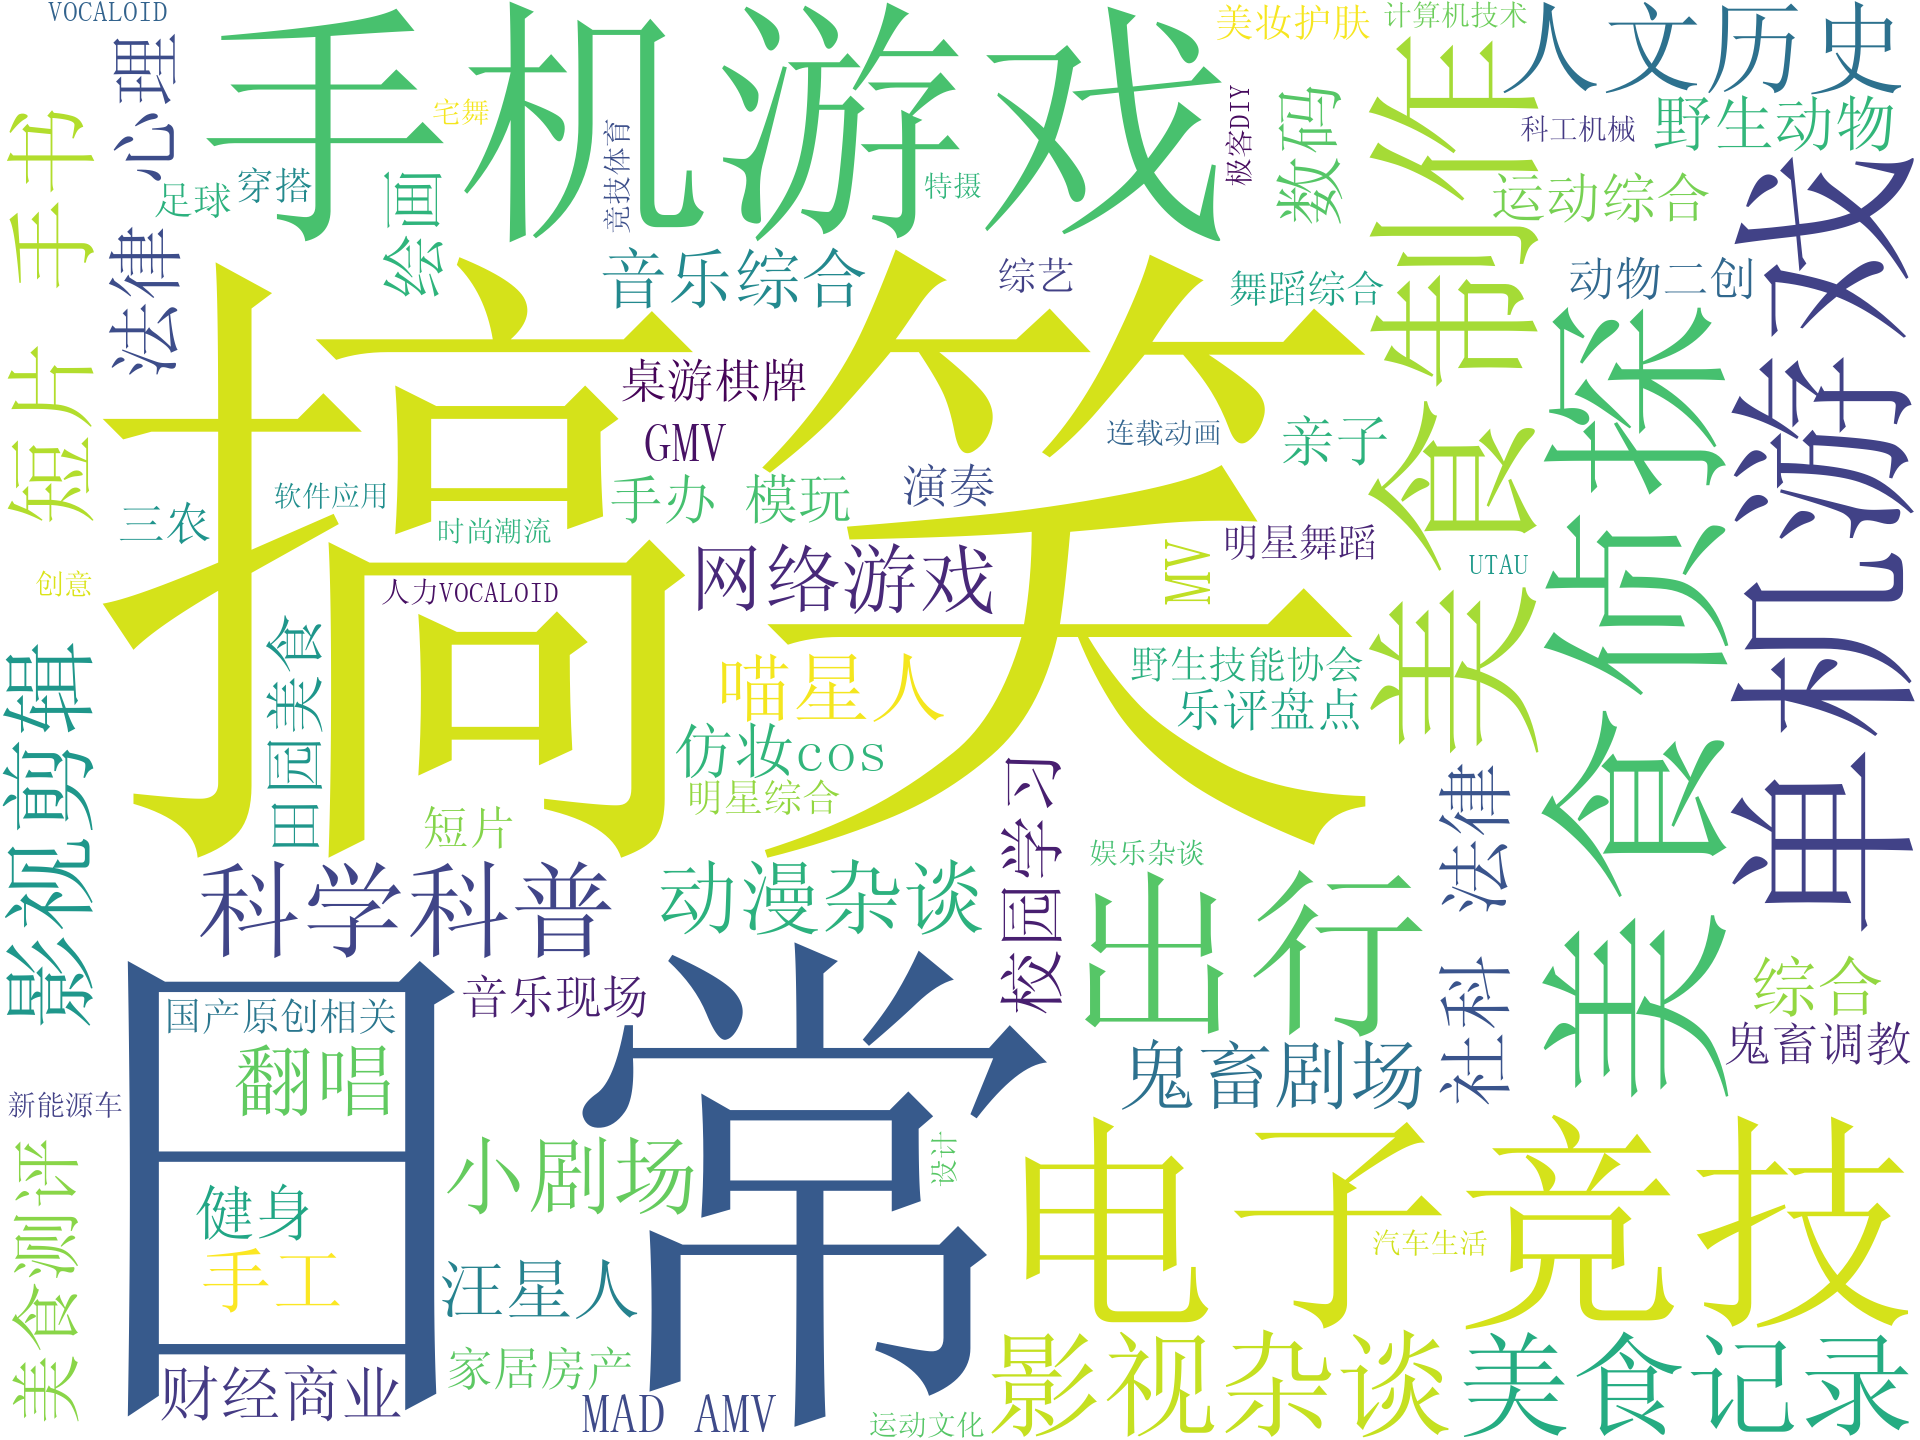 VOCALOID
手机游戏
美妆护肤
计算机技术
人文历史
心理
宅舞
竞技体育
极客DIY
数码
美食制作
科工机械
野生动物
手书 短片
足球
穿搭
绘画
特摄
运动综合
单机游戏
法律
音乐综合
综艺
舞蹈综合
动物二创
搞笑
美食侦探
桌游棋牌
GMV
连载动画
亲子
手办 模玩
演奏
三农
软件应用
时尚潮流
明星舞蹈
MV
UTAU
网络游戏
创意
人力VOCALOID
田园美食
影视剪辑
喵星人
野生技能协会
乐评盘点
仿妆cos
明星综合
短片
校园学习
社科 法律
娱乐杂谈
科学科普
动漫杂谈
出行
日常
音乐现场
综合
国产原创相关
鬼畜调教
翻唱
鬼畜剧场
新能源车
小剧场
设计
电子竞技
美食测评
健身
手工
汪星人
汽车生活
家居房产
财经商业
MAD AMV
运动文化
影视杂谈
美食记录